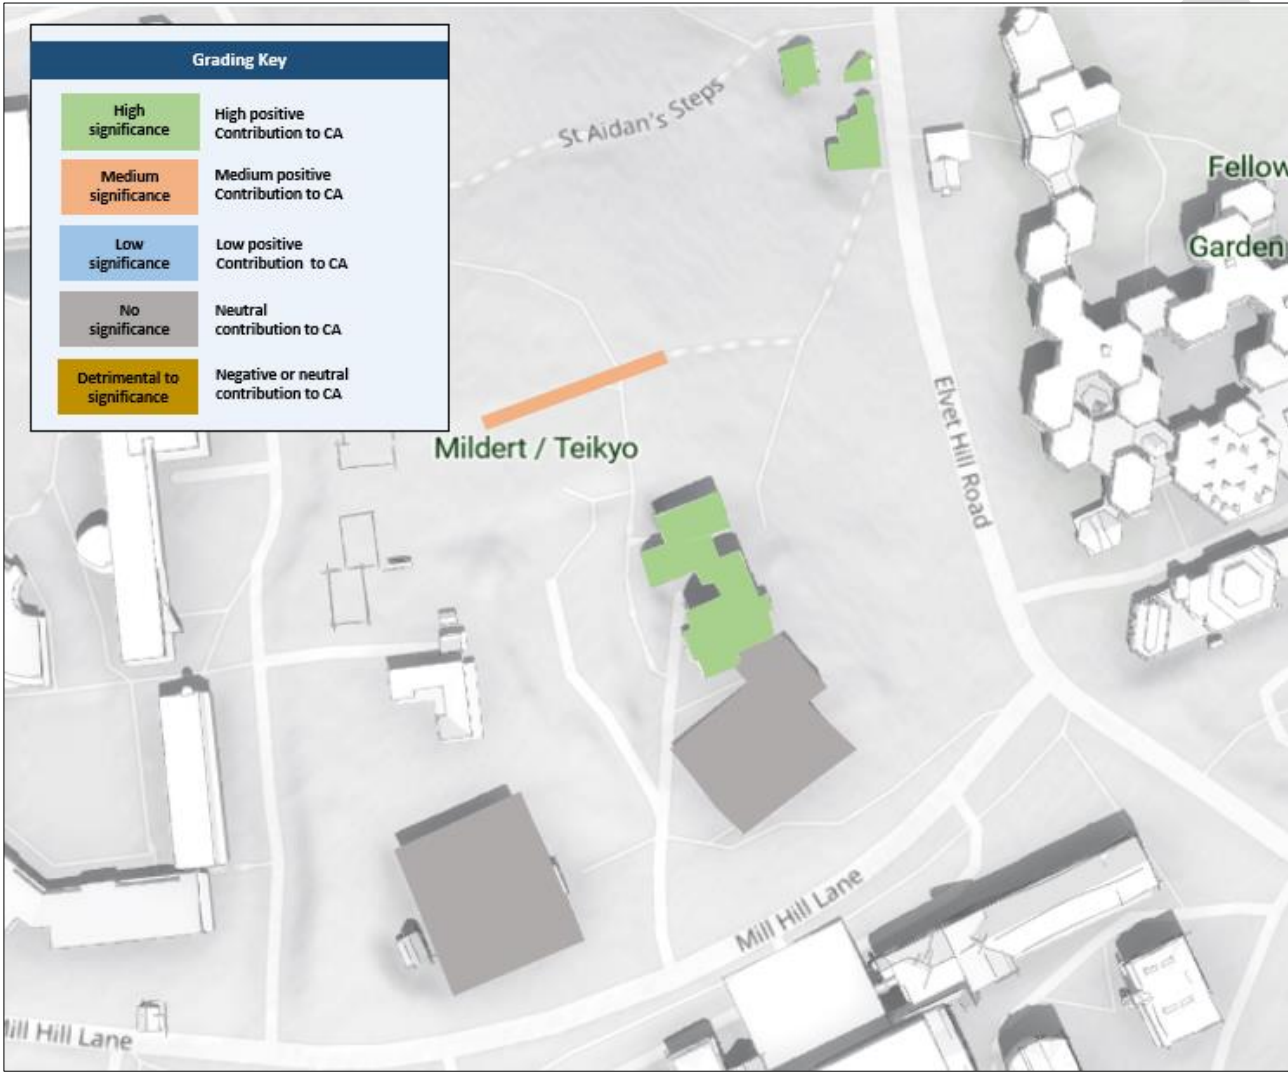 Grading Key
High
significance
High positive
Contribution to CA
Medium
significance
Medium positive
Contribution to CA
Low
significance
Low positive
Contribution to CA
No
significance
Neutral
contribution to CA
Detrimental to
significance
Negative or neutral
contribution to CA
St Aidan's Steps
Fellow
Garden
Elvet Hill Road
Mildert / Teikyo
Mill Hill Lane
Mill Hill Lane